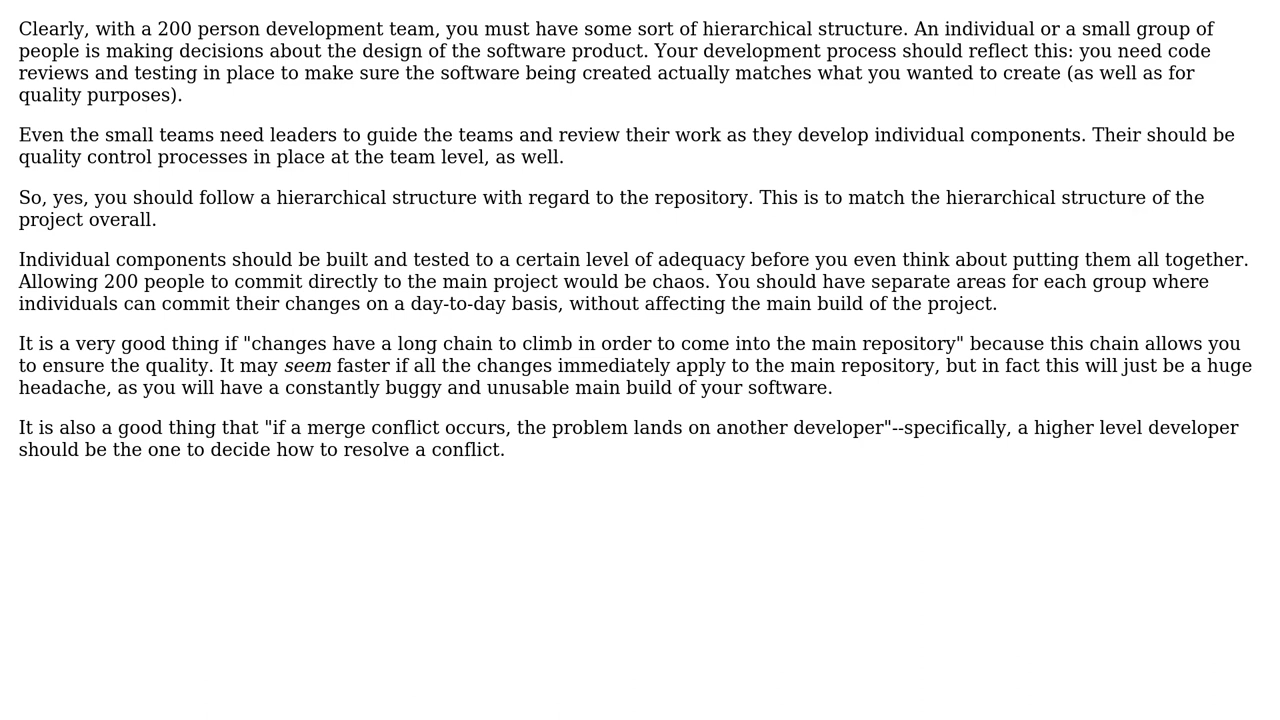 Clearly, with a 200 person development team, you must have some sort of hierarchical structure. An individual or a small group of
people is making decisions about the design of the software product. Your development process should reflect this: you need code
reviews and testing in place to make sure the software being created actually matches what you wanted to create (as well as for
quality purposes).
Even the small teams need leaders to guide the teams and review their work as they develop individual components. Their should be
quality control processes in place at the team level, as well.
So, yes, you should follow a hierarchical structure with regard to the repository. This is to match the hierarchical structure of the
project overall.
Individual components should be built and tested to a certain level of adequacy before you even think about putting them all together.
Allowing 200 people to commit directly to the main project would be chaos. You should have separate areas for each group where
individuals can commit their changes on a day-to-day basis, without affecting the main build of the project.
It is a very good thing if "changes have a long chain to climb in order to come into the main repository" because this chain allows you
to ensure the quality. It may seem faster if all the changes immediately apply to the main repository, but in fact this will just be a huge
headache, as you will have a constantly buggy and unusable main build of your software.
It is also a good thing that "if a merge conflict occurs, the problem lands on another developer"--specifically, a higher level developer
should be the one to decide how to resolve a conflict.